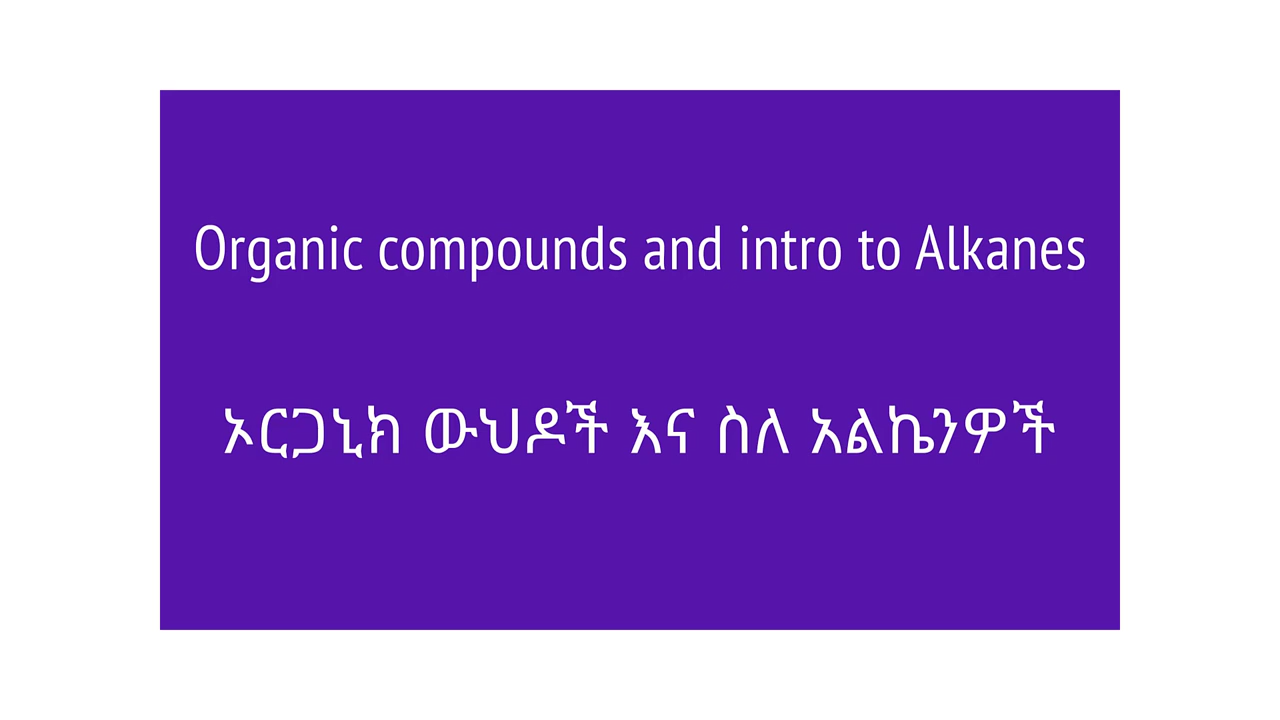 Organic compounds and intro to Alkanes
ኦርጋኒክ ውህዶች እና ስለ አልኬንዎች